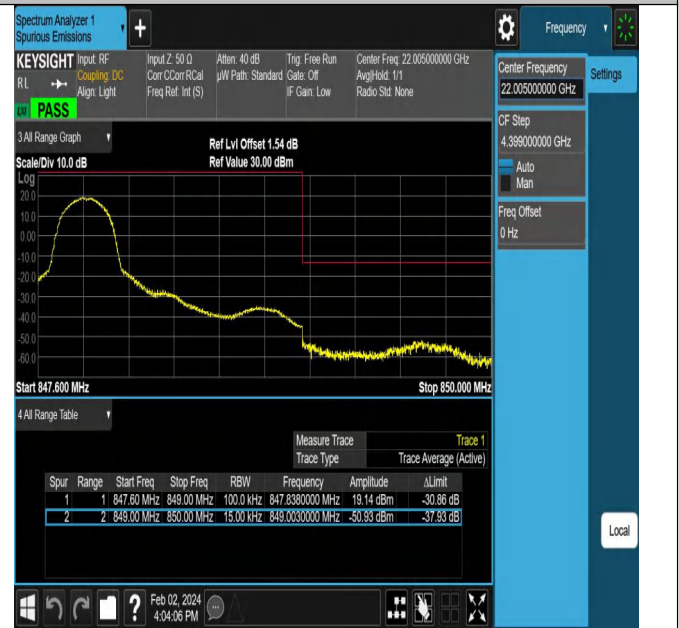 Spectrum Analyzer 1
Spurious Emissions
+
Frequency
KEYSIGHT
RL
PASS
Input: RF
Coupling: DC
Align: Light
Input Z: 50 Ω
Corr CCorr RCal
Freq Ref: Int (S)
Atten: 40 dB
µW Path: Standard
Trig: Free Run
Gate: Off
IF Gain: Low
Center Freq: 22.005000000 GHz
Avg|Hold: 1/1
Radio Std: None
Center Frequency
22.005000000 GHz
Settings
CF Step
4.399000000 GHz
Auto
Man
Freq Offset
0 Hz
3 All Range Graph
Scale/Div 10.0 dB
Ref Lvl Offset 1.54 dB
Ref Value 30.00 dBm
Log
20.0
10.0
0.00
-10.0
-20.0
-30.0
-40.0
-50.0
-60.0
Start 847.600 MHz
Stop 850.000 MHz
4 All Range Table
Measure Trace Trace 1
Trace Type Trace Average (Active)
Spur Range Start Freq Stop Freq RBW Frequency Amplitude ΔLimit
1 1 847.60 MHz 849.00 MHz 100.0 kHz 847.8380000 MHz 19.14 dBm -30.86 dB
2 2 849.00 MHz 850.00 MHz 15.00 kHz 849.0030000 MHz -50.93 dBm -37.93 dB
Local
?
Feb 02, 2024
4:04:06 PM